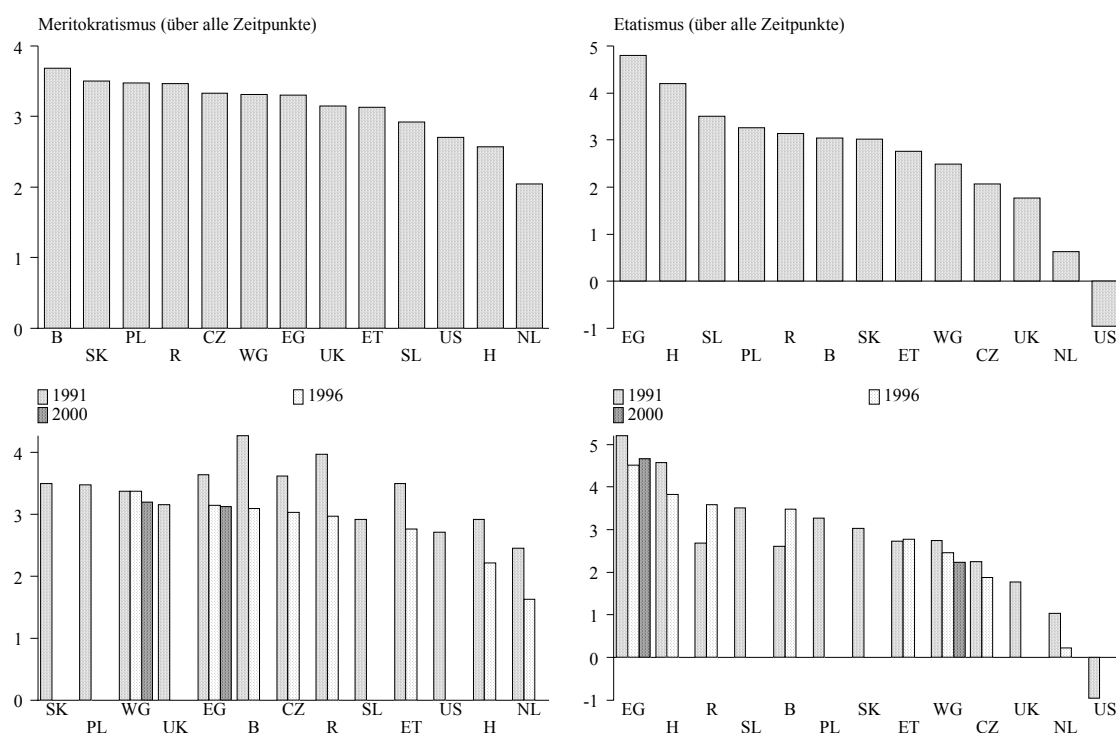 Meritokratismus (über alle Zeitpunkte)
4
3
2
1
0
B PL CZ EG ET US NL
SK R WG UK SL H
Etatismus (über alle Zeitpunkte)
5
4
3
2
1
0
-1
EG SL R SK WG UK US
H PL B ET CZ NL
1991 1996
2000
4
3
2
1
0
SK WG EG CZ SL US NL
PL UK B R ET H
1991 1996
2000
5
4
3
2
1
0
-1
EG R B SK WG UK US
H SL PL ET CZ NL